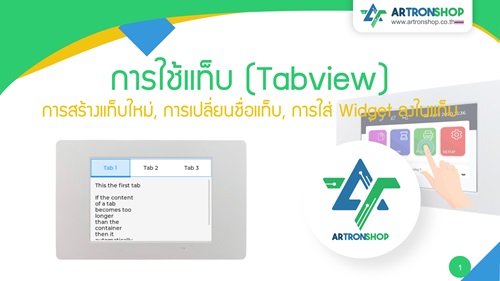 ARTRONSHOP
www.artronshop.co.th
การใช้แท็บ (Tabview)
การสร้างแท็บใหม่, การเปลี่ยนชื่อแท็บ, การใส่ Widget ลงในแท็บ
Tab 1 Tab 2 Tab 3
This the first tab
If the content
of a tab
becomes too
longer
than the
container
then it
automatically
ARTRONSHOP
1